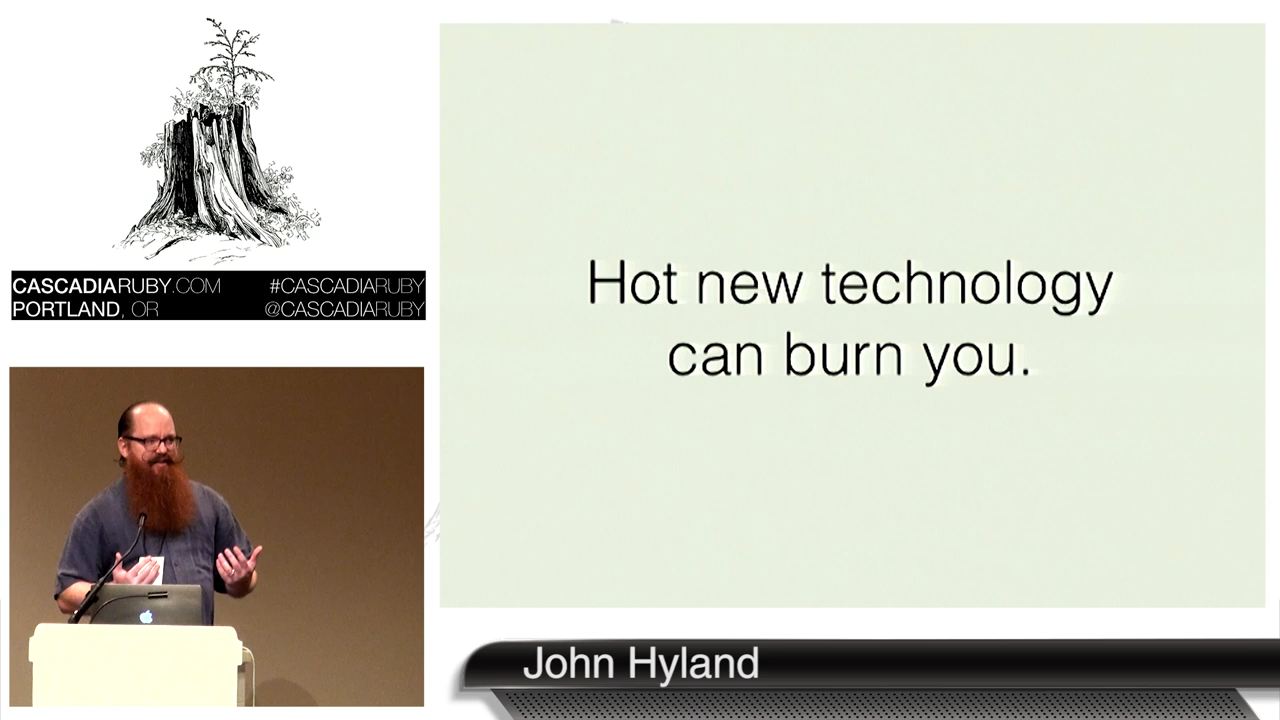 CASCADIARUBY.COM #CASCADIARUBY
PORTLAND, OR @CASCADIARUBY
Hot new technology
can burn you.
John Hyland